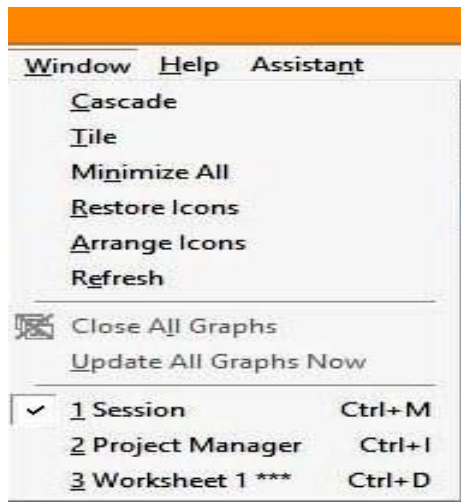 Window Help Assistant
Cascade
Tile
Minimize All
Restore Icons
Arrange Icons
Refresh
Close All Graphs
Update All Graphs Now
1 Session Ctrl+M
2 Project Manager Ctrl+I
3 Worksheet 1 *** Ctrl+D